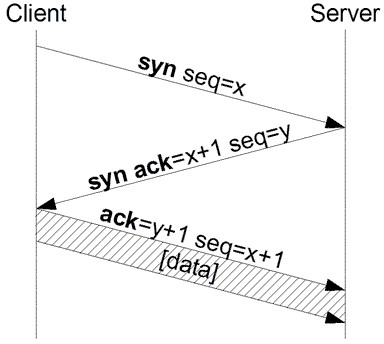 Client
Server
syn seq=x
syn ack=x+1 seq=y
ack=y+1 seq=x+1
[data]